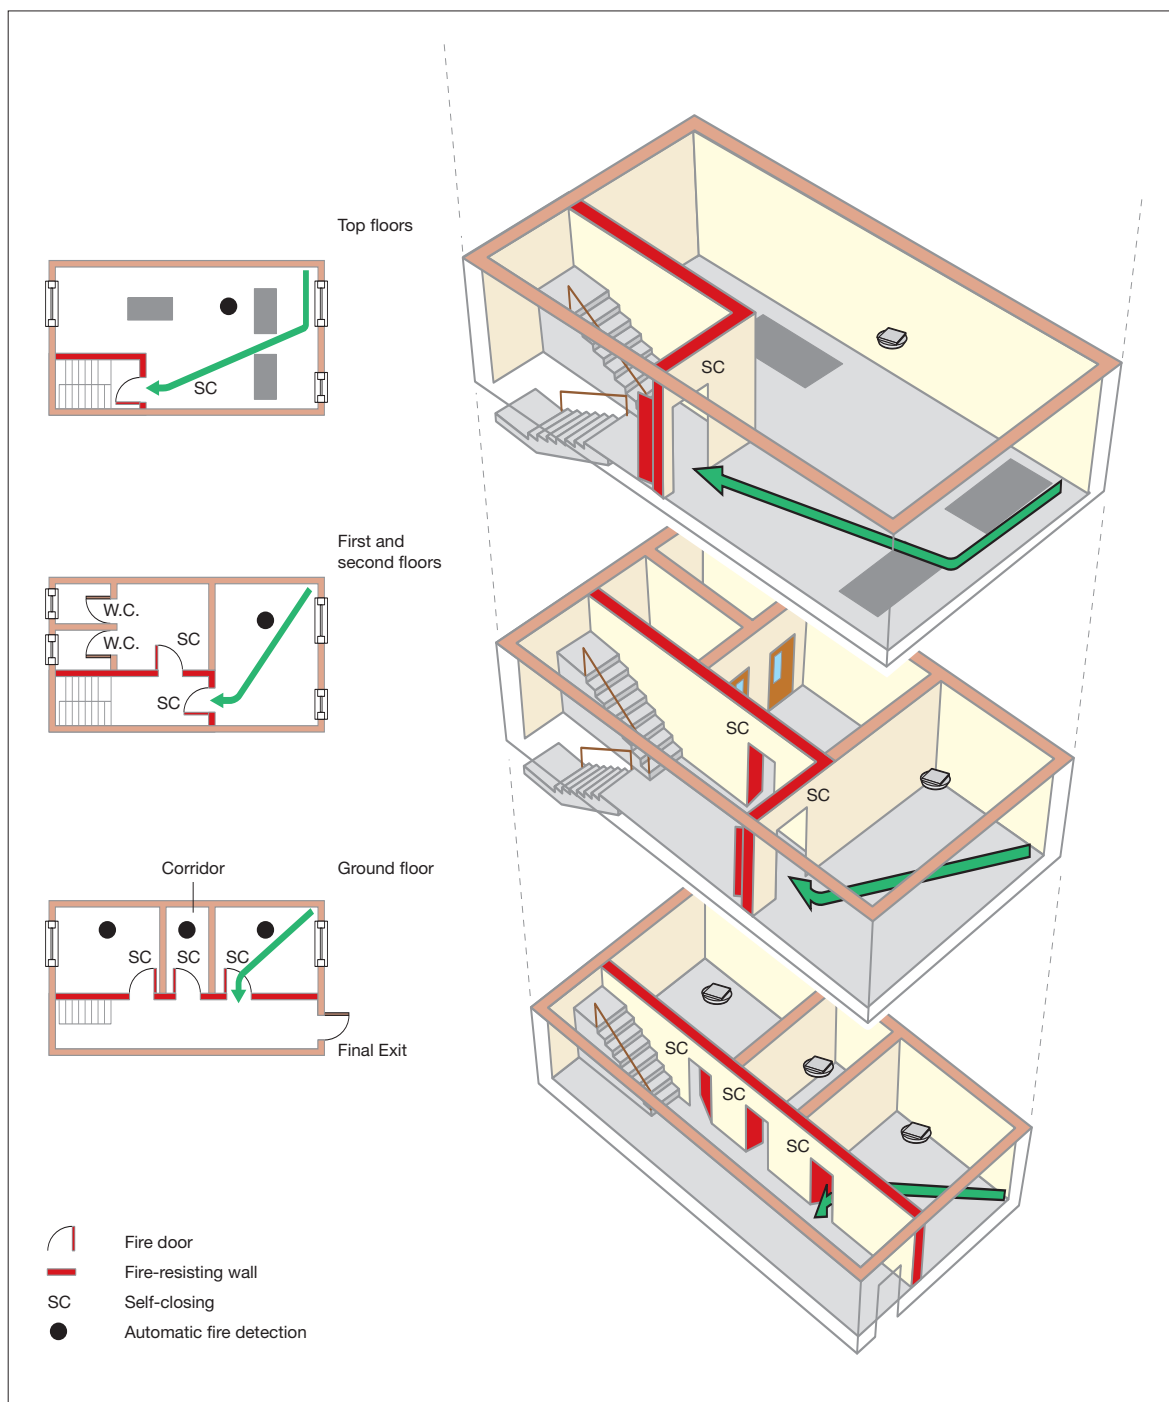 Top floors
SC
SC
First and
second floors
W.C.
W.C.
SC
SC
SC
SC
Corridor
Ground floor
SC
SC
SC
Final Exit
SC
SC
SC
Fire door
Fire-resisting wall
SC
Self-closing
Automatic fire detection